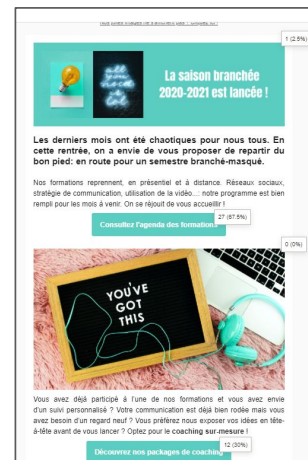 1 (2.5%)
all
you
need
is
La saison branchée
2020-2021 est lancée !
Les derniers mois ont été chaotiques pour nous tous. En
cette rentrée, on a envie de vous proposer de repartir du
bon pied: en route pour un semestre branché-masqué.
Nos formations reprennent, en présentiel et à distance. Réseaux sociaux,
stratégie de communication, utilisation de la vidéo...: notre programme est bien
rempli pour les mois à venir. On se réjouit de vous accueillir !
27 (67,5%)
Consultez l'agenda des formations
0 (0%)
YOU'VE
GOT
THIS
Vous avez déjà participé à l'une de nos formations et vous avez envie
d'un suivi personnalisé ? Votre communication est déjà bien rodée mais vous
avez besoin d'un regard neuf ? Vous préférez nous exposer vos idées en tête-
à-tête avant de vous lancer ? Optez pour le coaching sur-mesure !
12 (30%)
Découvrez nos packages de coaching